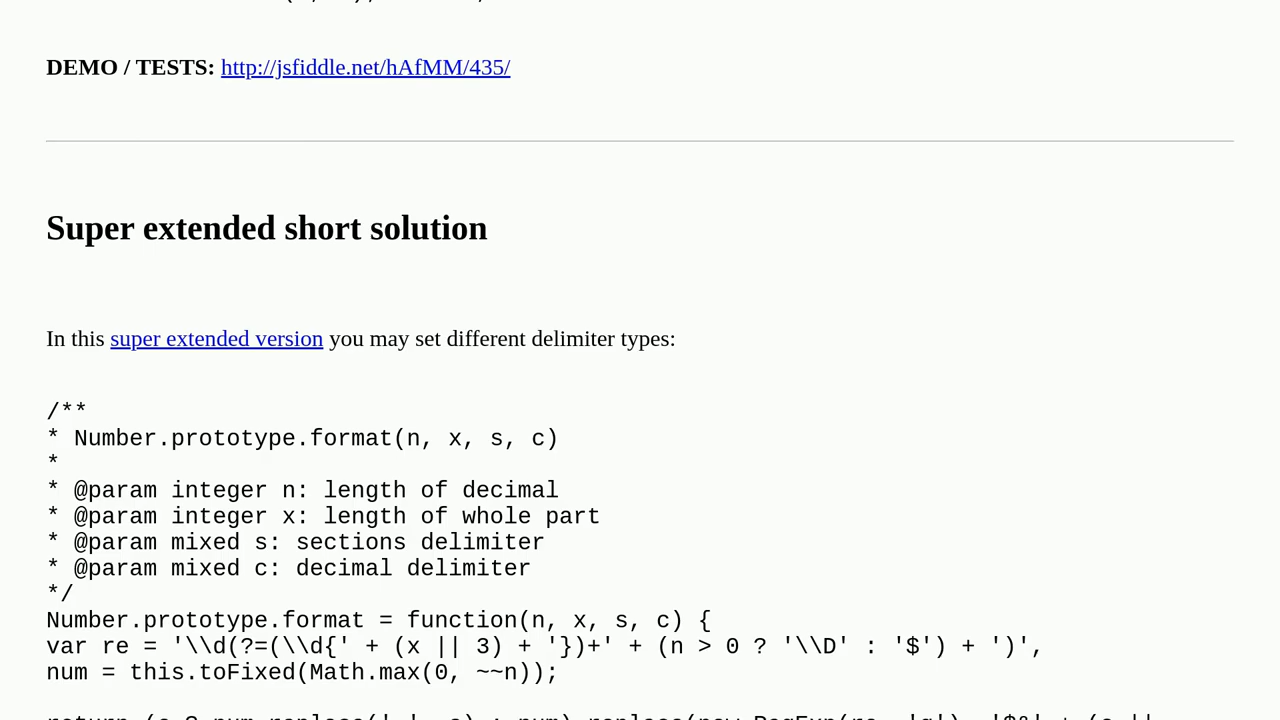 DEMO / TESTS: http://jsfiddle.net/hAfMM/435/
Super extended short solution
In this super extended version you may set different delimiter types:
/**
* Number.prototype.format(n, x, s, c)
*
* @param integer n: length of decimal
* @param integer x: length of whole part
* @param mixed s: sections delimiter
* @param mixed c: decimal delimiter
*/
Number.prototype.format = function(n, x, s, c) {
var re = '\\d(?=(\\d{' + (x || 3) + '})+' + (n > 0 ? '\\D' : '$') + ')',
num = this.toFixed(Math.max(0, ~~n));